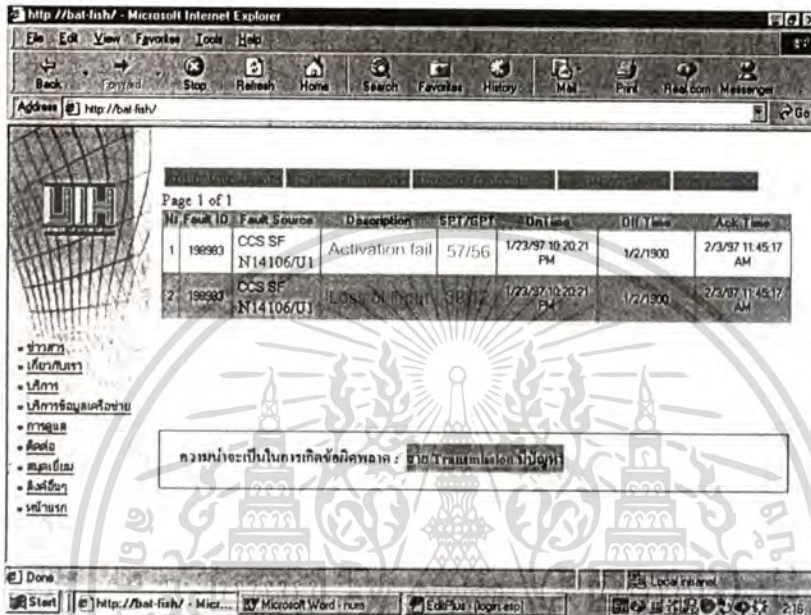 http://bat-fish/ - Microsoft Internet Explorer
File Edit View Favorites Tools Help
Back Forward Stop Refresh Home Search Favorites History Mail Print Real.com Messenger
Address http://bat-fish/ Go
UIH
Page 1 of 1
Nr Fault ID Fault Source Description SPT/GPT OnTime Off Time Ack Time
1 198983 CCS SF N14106/U1 Activation fail 57/56 1/23/97 10:20:21 PM 1/2/1900 2/3/97 11:45:17 AM
2 198983 CCS SF N14106/U1 Loss of Input 1/23/97 10:20:21 PM 1/2/1900 2/3/97 11:45:17 AM
ข่าวสาร
เกี่ยวกับเรา
บริการ
บริการข้อมูลเครือข่าย
การดูแล
ติดต่อ
สมุดเยี่ยม
ลิงค์อื่นๆ
หน้าแรก
ความน่าจะเป็นในการเกิดข้อผิดพลาด : สาย Transmission มีปัญหา
Done Local intranet
Start http://bat-fish/ - Micr... Microsoft Word - num EditPlus - [login.asp]